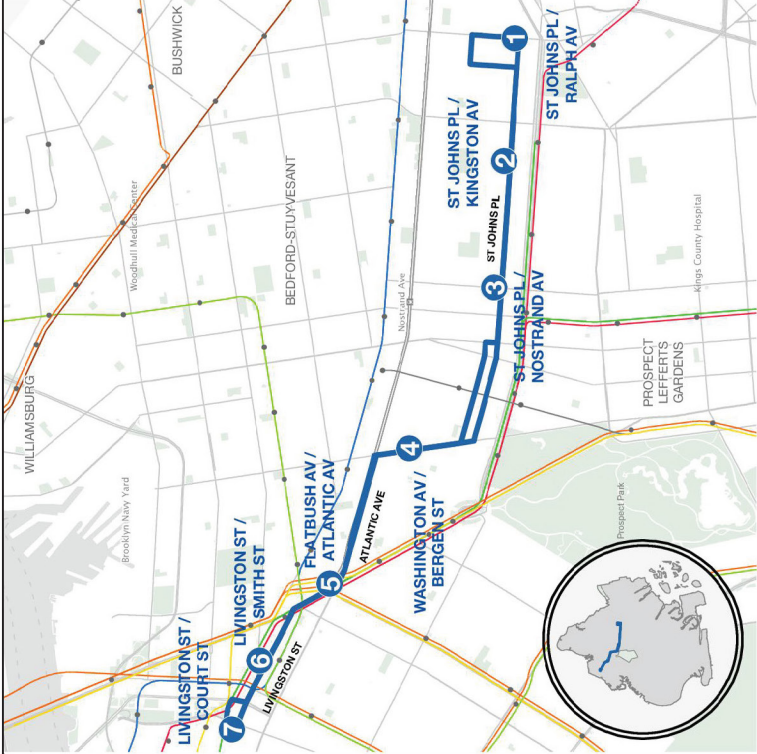 BUSHWICK
Woodhull Medical Center
WILLIAMSBURG
BEDFORD-STUYVESANT
Brooklyn Navy Yard
Nostrand Ave
1
ST JOHNS PL /
RALPH AV
2
ST JOHNS PL /
KINGSTON AV
ST JOHNS PL
3
ST JOHNS PL /
NOSTRAND AV
4
WASHINGTON AV /
BERGEN ST
5
FLATBUSH AV /
ATLANTIC AV
ATLANTIC AVE
6
LIVINGSTON ST /
SMITH ST
LIVINGSTON ST
7
LIVINGSTON ST /
COURT ST
Kings County Hospital
PROSPECT
LEFFERTS
GARDENS
Prospect Park